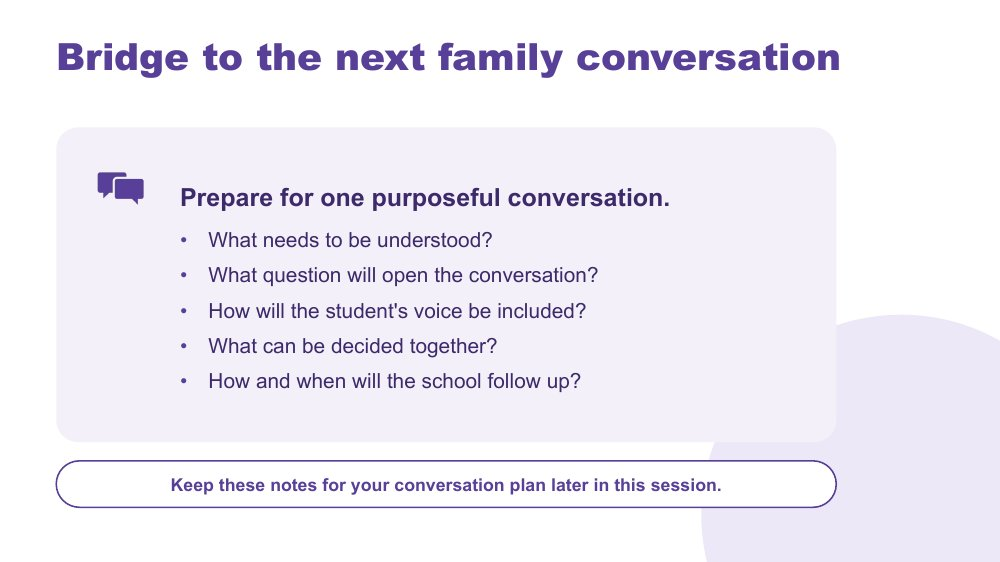 Bridge to the next family conversation
Prepare for one purposeful conversation.
• What needs to be understood?
• What question will open the conversation?
• How will the student's voice be included?
• What can be decided together?
• How and when will the school follow up?
Keep these notes for your conversation plan later in this session.